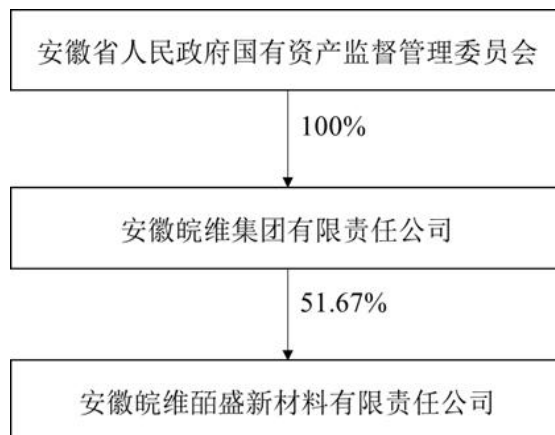 安徽省人民政府国有资产监督管理委员会
100%
安徽皖维集团有限责任公司
51.67%
安徽皖维皕盛新材料有限责任公司